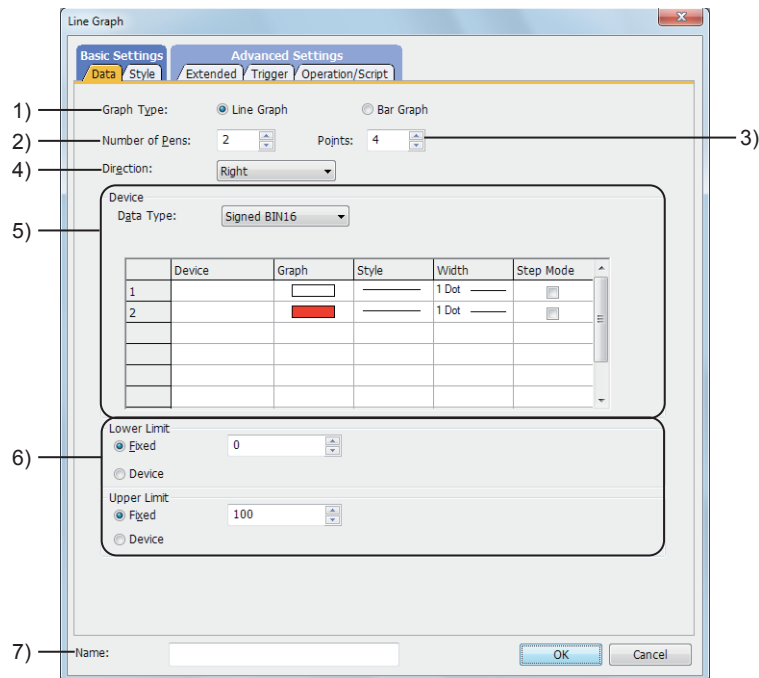 Line Graph
Basic Settings Advanced Settings
Data Style Extended Trigger Operation/Script
1) Graph Type: Line Graph Bar Graph
2) Number of Pens: 2 Points: 4 3)
4) Direction: Right
Device
5) Data Type: Signed BIN16
Device Graph Style Width Step Mode
1 1 Dot
2 1 Dot
Lower Limit
Fixed 0
6)
Device
Upper Limit
Fixed 100
Device
7) Name: OK Cancel